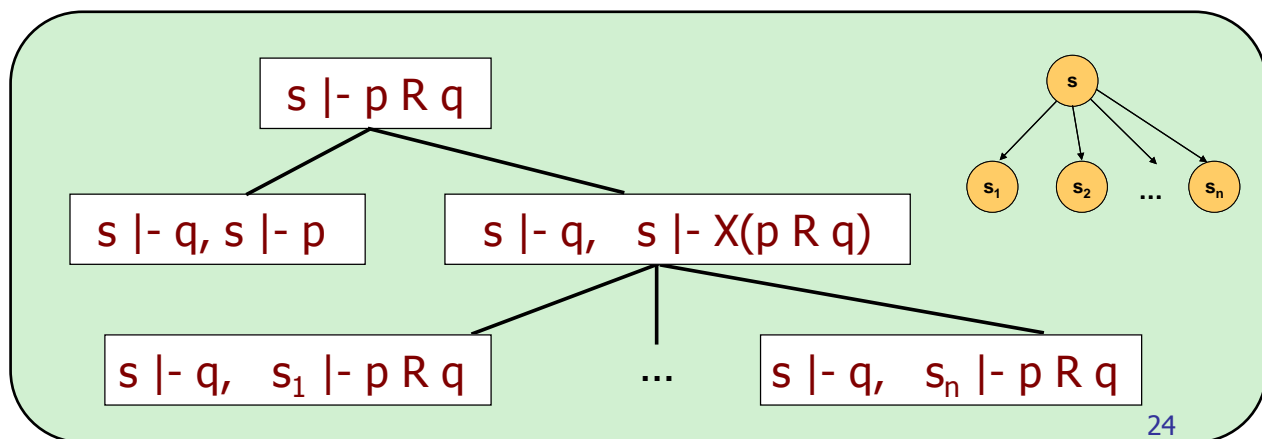 s |- p R q
s
s₁ s₂ ... sₙ
s |- q, s |- p
s |- q, s |- X(p R q)
s |- q, s₁ |- p R q
...
s |- q, sₙ |- p R q
24